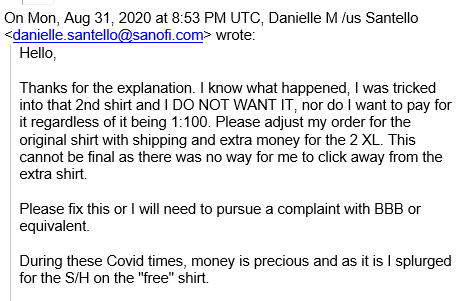 On Mon, Aug 31, 2020 at 8:53 PM UTC, Danielle M /us Santello
<danielle.santello@sanofi.com> wrote:
Hello,
Thanks for the explanation. I know what happened, I was tricked
into that 2nd shirt and I DO NOT WANT IT, nor do I want to pay for
it regardless of it being 1:100. Please adjust my order for the
original shirt with shipping and extra money for the 2 XL. This
cannot be final as there was no way for me to click away from the
extra shirt.
Please fix this or I will need to pursue a complaint with BBB or
equivalent.
During these Covid times, money is precious and as it is I splurged
for the S/H on the "free" shirt.